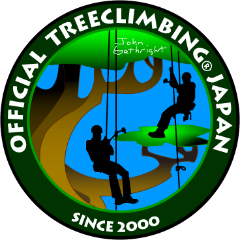 OFFICIAL TREECLIMBING® JAPAN
John
Gathright
SINCE 2000